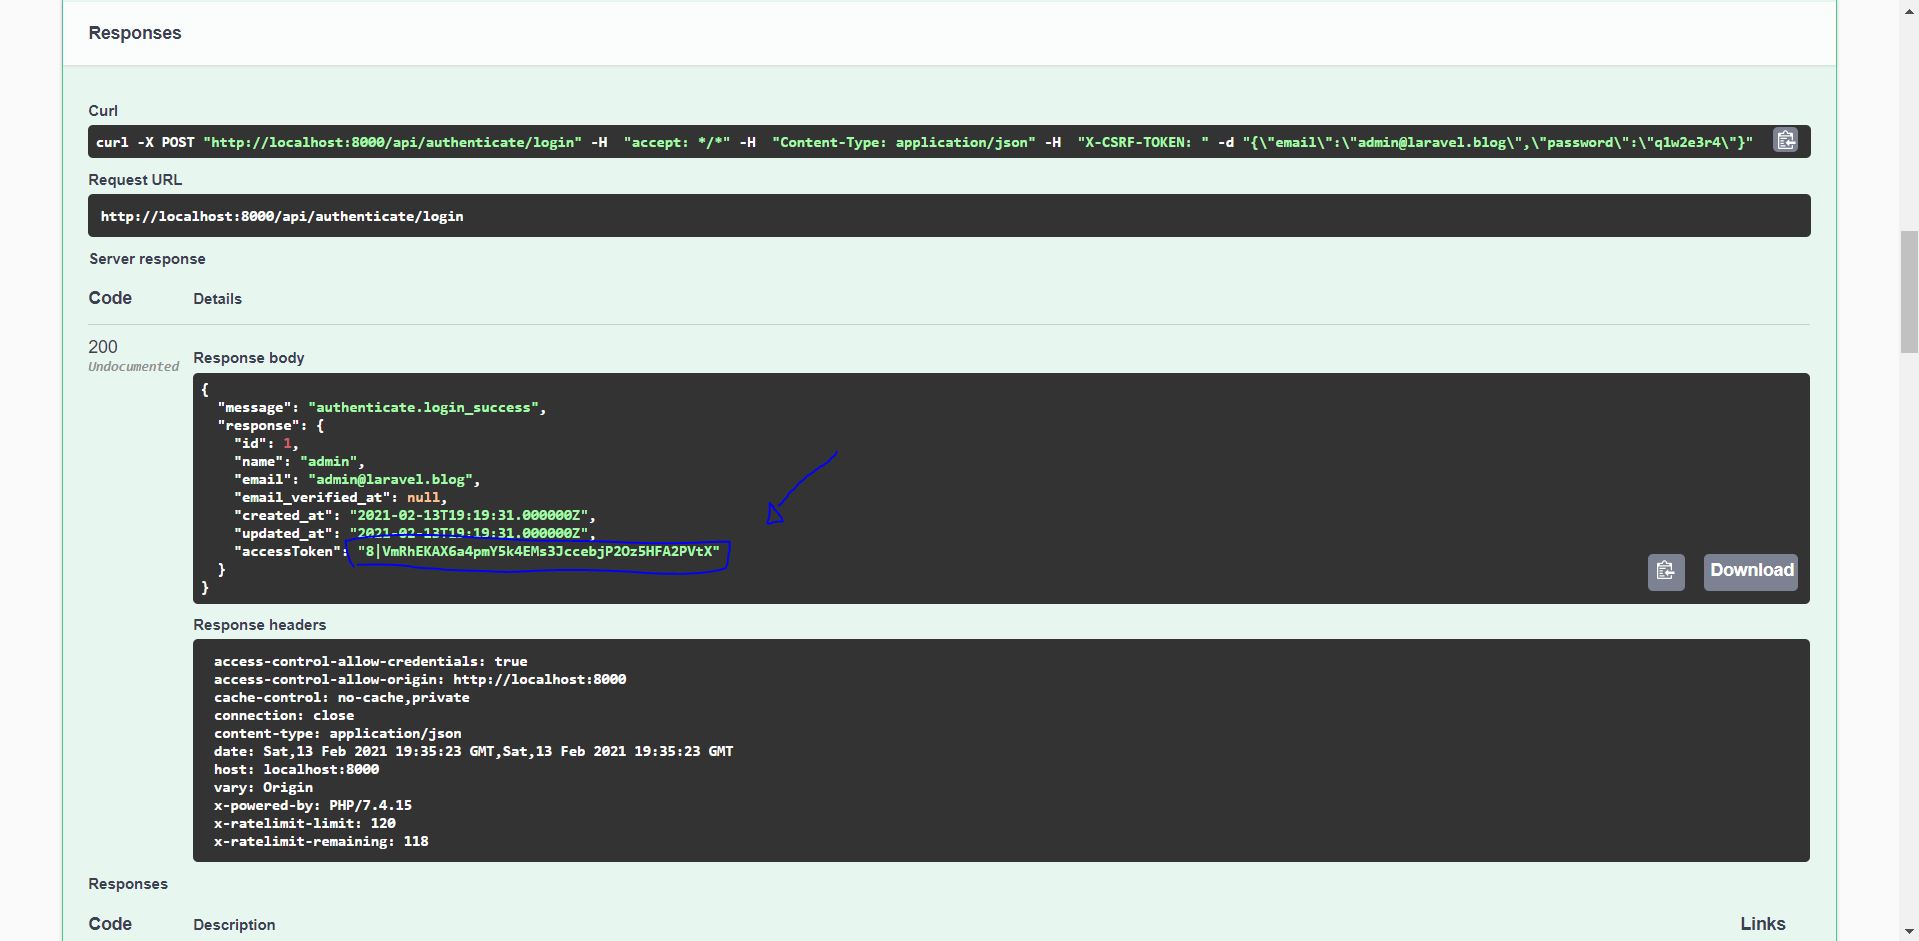 Responses
Curl
curl -X POST "http://localhost:8000/api/authenticate/login" -H  "accept: */*" -H  "Content-Type: application/json" -H  "X-CSRF-TOKEN: " -d "{\"email\":\"admin@laravel.blog\",\"password\":\"q1w2e3r4\"}"
Request URL
http://localhost:8000/api/authenticate/login
Server response
Code Details
200
Undocumented
Response body
{
  "message": "authenticate.login_success",
  "response": {
    "id": 1,
    "name": "admin",
    "email": "admin@laravel.blog",
    "email_verified_at": null,
    "created_at": "2021-02-13T19:19:31.000000Z",
    "updated_at": "2021-02-13T19:19:31.000000Z",
    "accessToken": "8|VmRhEKAX6a4pmY5k4EMs3JccebjP2Oz5HFA2PVtX"
  }
}
Download
Response headers
access-control-allow-credentials: true
access-control-allow-origin: http://localhost:8000
cache-control: no-cache,private
connection: close
content-type: application/json
date: Sat,13 Feb 2021 19:35:23 GMT,Sat,13 Feb 2021 19:35:23 GMT
host: localhost:8000
vary: Origin
x-powered-by: PHP/7.4.15
x-ratelimit-limit: 120
x-ratelimit-remaining: 118
Responses
Code Description Links